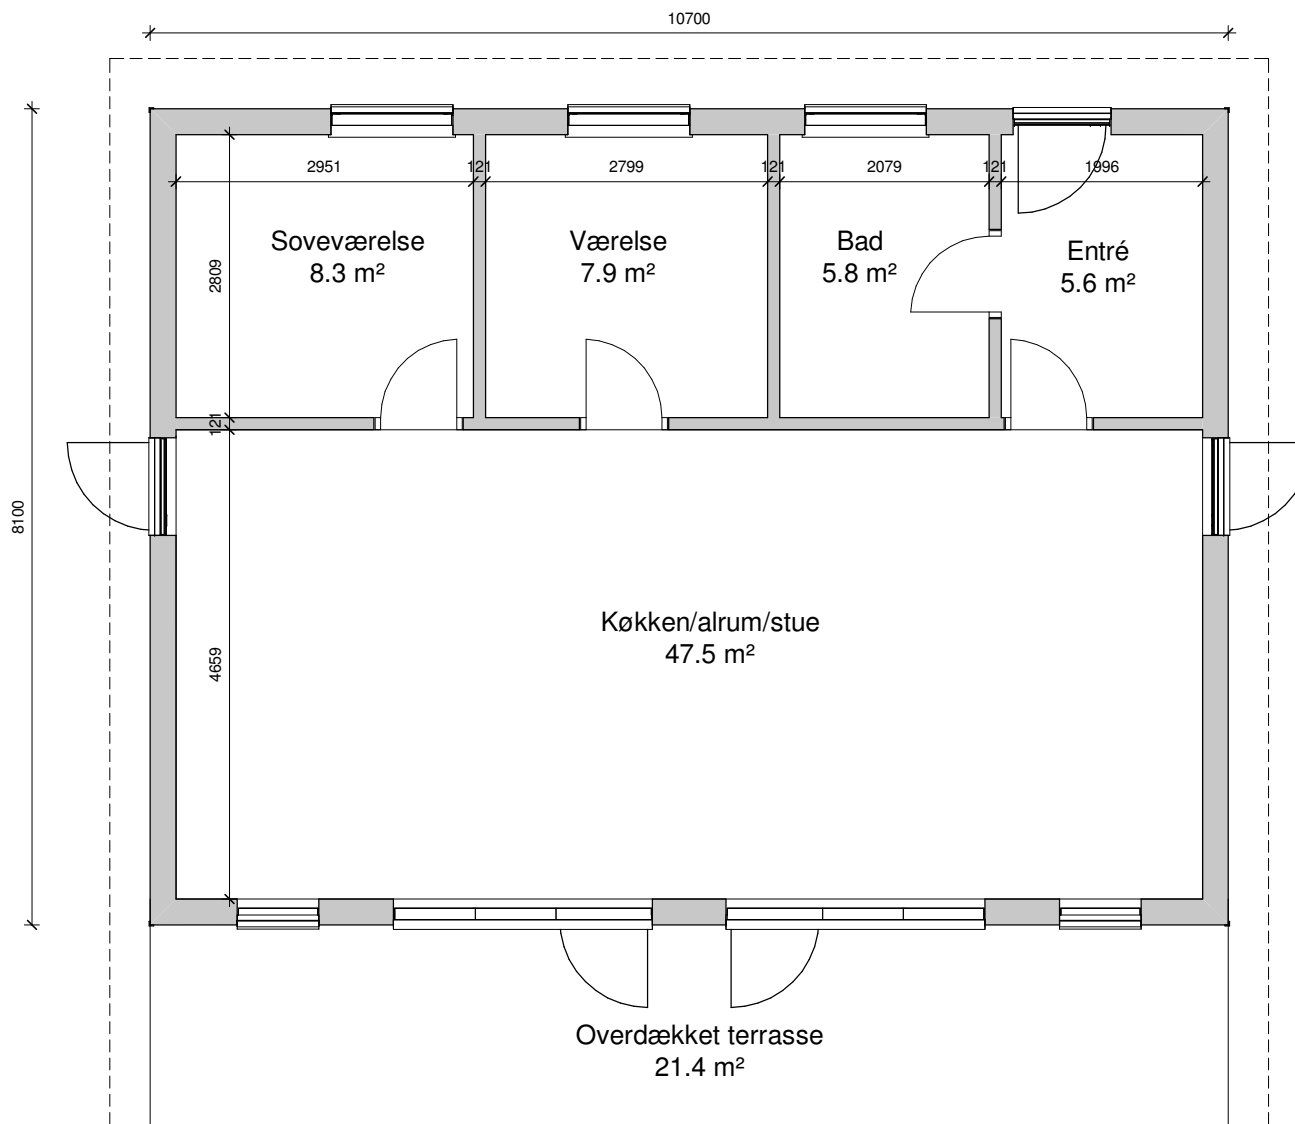 10700
2951
121
2799
121
2079
121
1996
Soveværelse
8.3 m²
Værelse
7.9 m²
Bad
5.8 m²
Entré
5.6 m²
2809
121
8100
4659
Køkken/alrum/stue
47.5 m²
Overdækket terrasse
21.4 m²